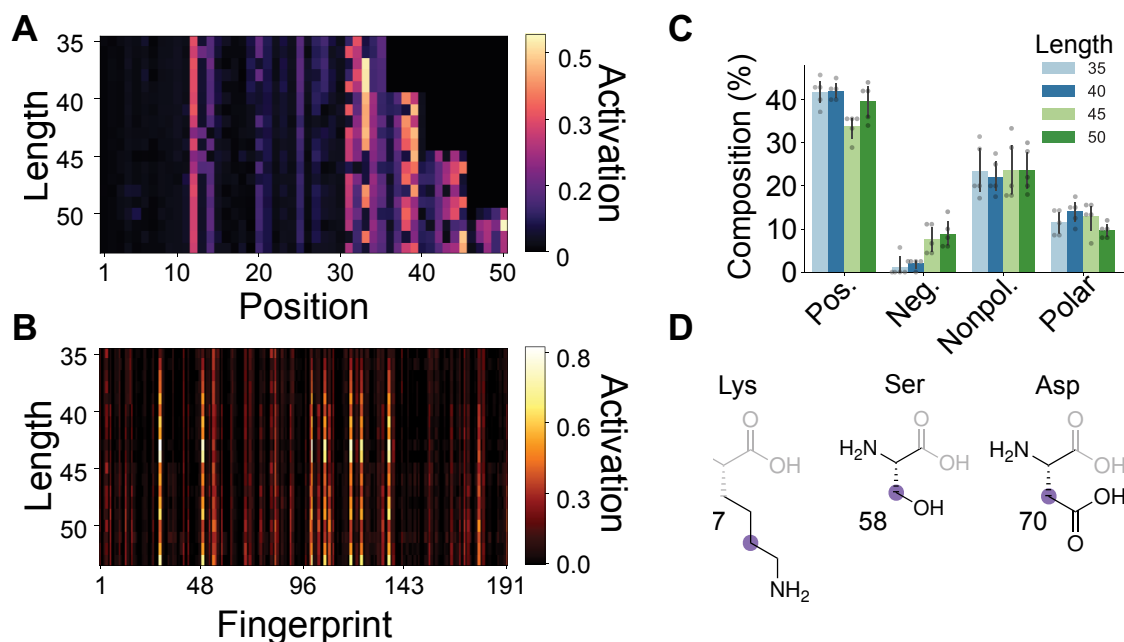 A
Length
35
40
45
50
1
10
20
30
40
50
Position
0.5
0.3
0.2
0
Activation
B
Length
35
40
45
50
1
48
96
143
191
Fingerprint
0.8
0.6
0.5
0.3
0.0
Activation
C
Composition (%)
40
30
20
10
0
Pos.
Neg.
Nonpol.
Polar
Length
35
40
45
50
D
Lys
O
OH
7
NH₂
Ser
H₂N
O
OH
58
OH
Asp
H₂N
O
OH
70
OH
O